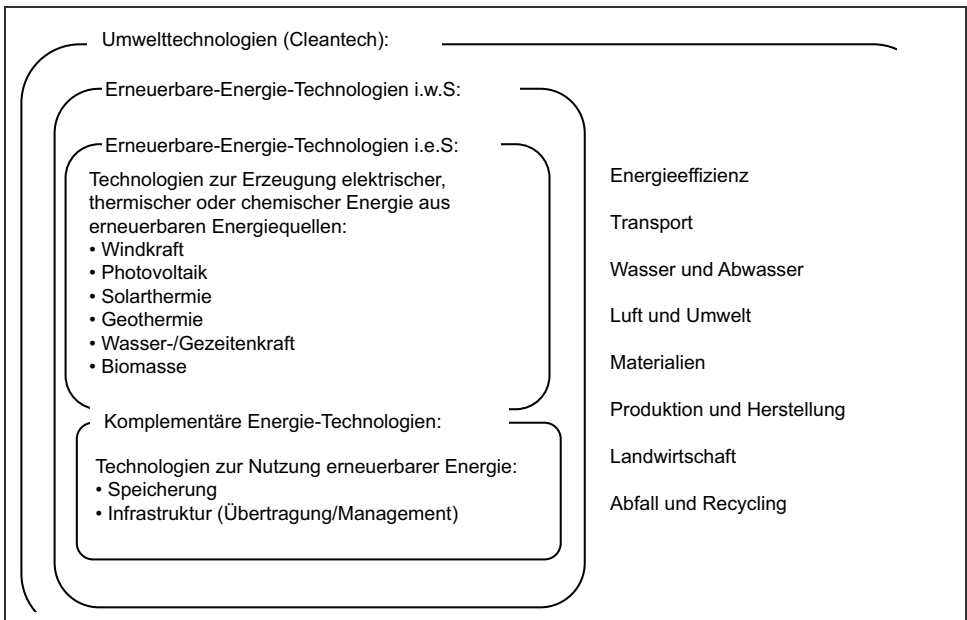 Umwelttechnologien (Cleantech):
Erneuerbare-Energie-Technologien i.w.S:
Erneuerbare-Energie-Technologien i.e.S:
Technologien zur Erzeugung elektrischer,
thermischer oder chemischer Energie aus
erneuerbaren Energiequellen:
• Windkraft
• Photovoltaik
• Solarthermie
• Geothermie
• Wasser-/Gezeitenkraft
• Biomasse
Komplementäre Energie-Technologien:
Technologien zur Nutzung erneuerbarer Energie:
• Speicherung
• Infrastruktur (Übertragung/Management)
Energieeffizienz
Transport
Wasser und Abwasser
Luft und Umwelt
Materialien
Produktion und Herstellung
Landwirtschaft
Abfall und Recycling